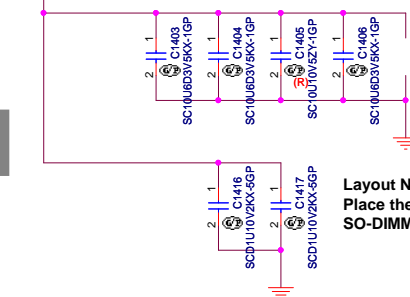 1
2
C1403
SC10U6D3V5KX-1GP
1
2
C1404
SC10U6D3V5KX-1GP
1
2
C1405
(R)
SC10U10V5ZY-1GP
1
2
C1406
SC10U6D3V5KX-1GP
1
2
C1416
SCD1U10V2KX-5GP
1
2
C1417
SCD1U10V2KX-5GP
Layout N
Place the
SO-DIMM